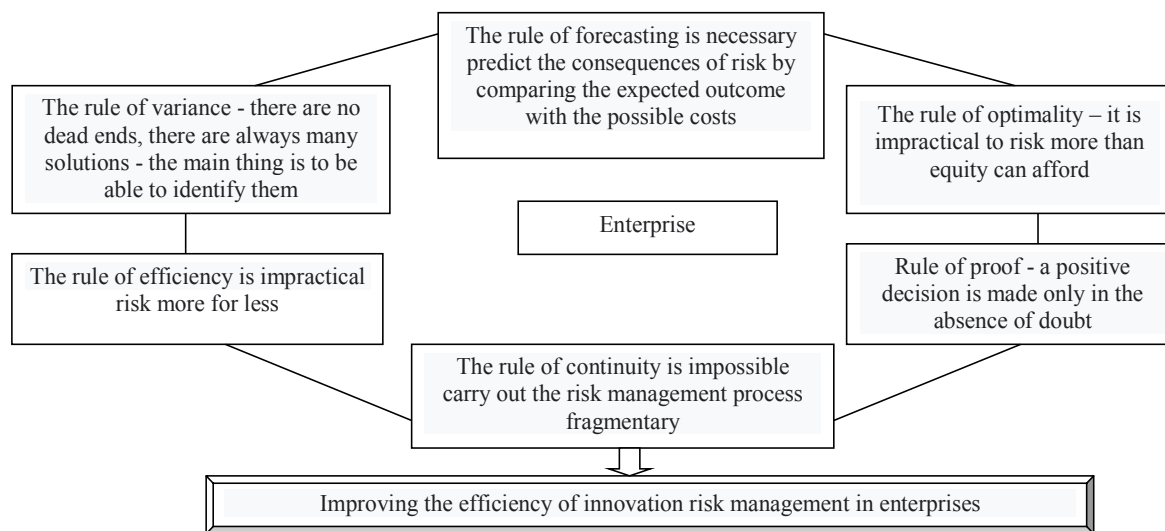 The rule of forecasting is necessary
predict the consequences of risk by
comparing the expected outcome
with the possible costs
The rule of variance - there are no
dead ends, there are always many
solutions - the main thing is to be
able to identify them
The rule of optimality – it is
impractical to risk more than
equity can afford
Enterprise
The rule of efficiency is impractical
risk more for less
Rule of proof - a positive
decision is made only in the
absence of doubt
The rule of continuity is impossible
carry out the risk management process
fragmentary
Improving the efficiency of innovation risk management in enterprises